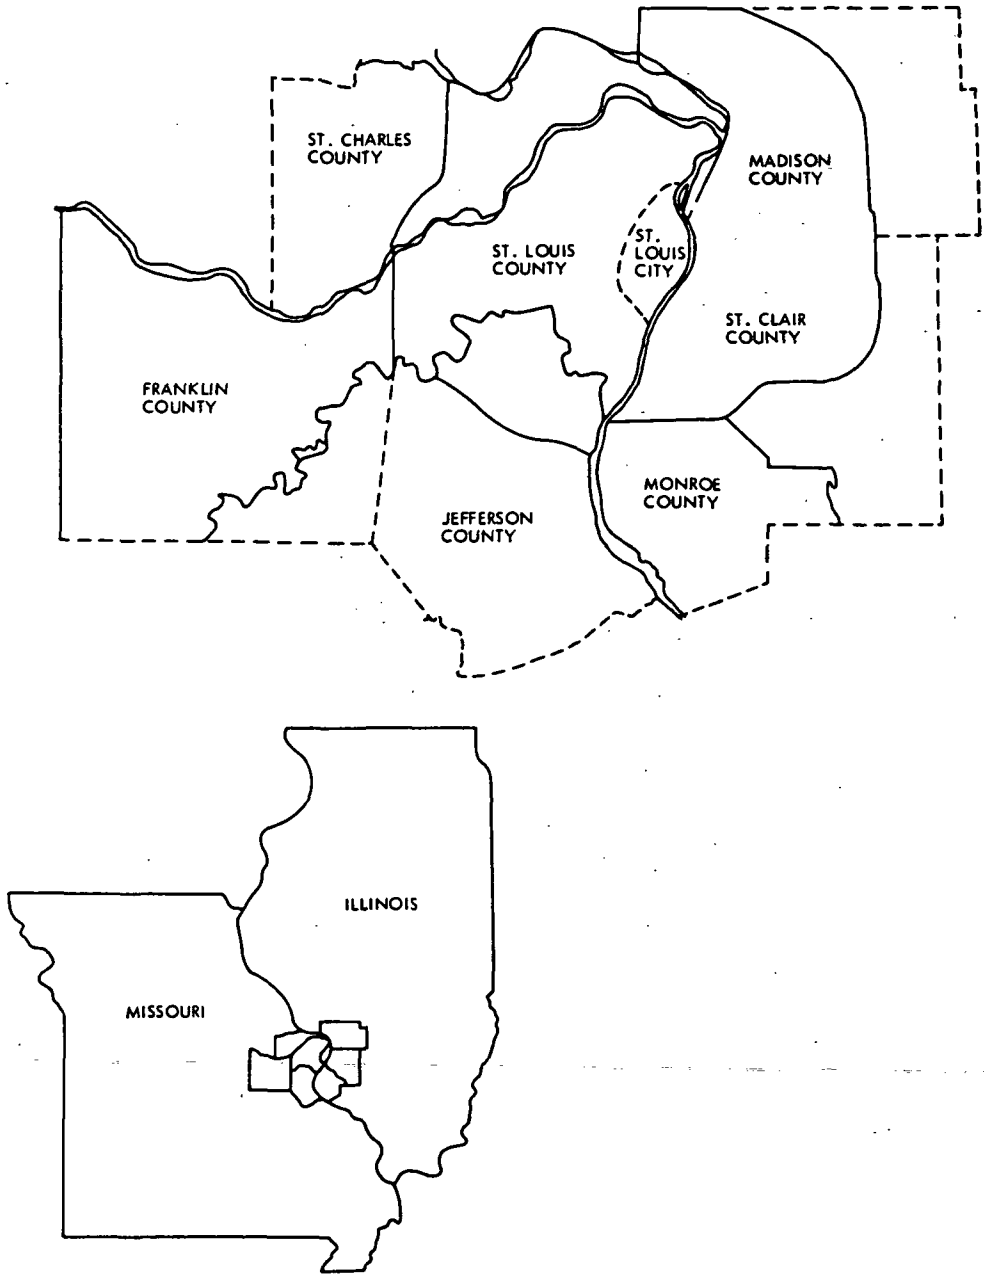 ST. CHARLES
COUNTY
MADISON
COUNTY
ST.
LOUIS
CITY
ST. LOUIS
COUNTY
ST. CLAIR
COUNTY
FRANKLIN
COUNTY
MONROE
COUNTY
JEFFERSON
COUNTY
ILLINOIS
MISSOURI